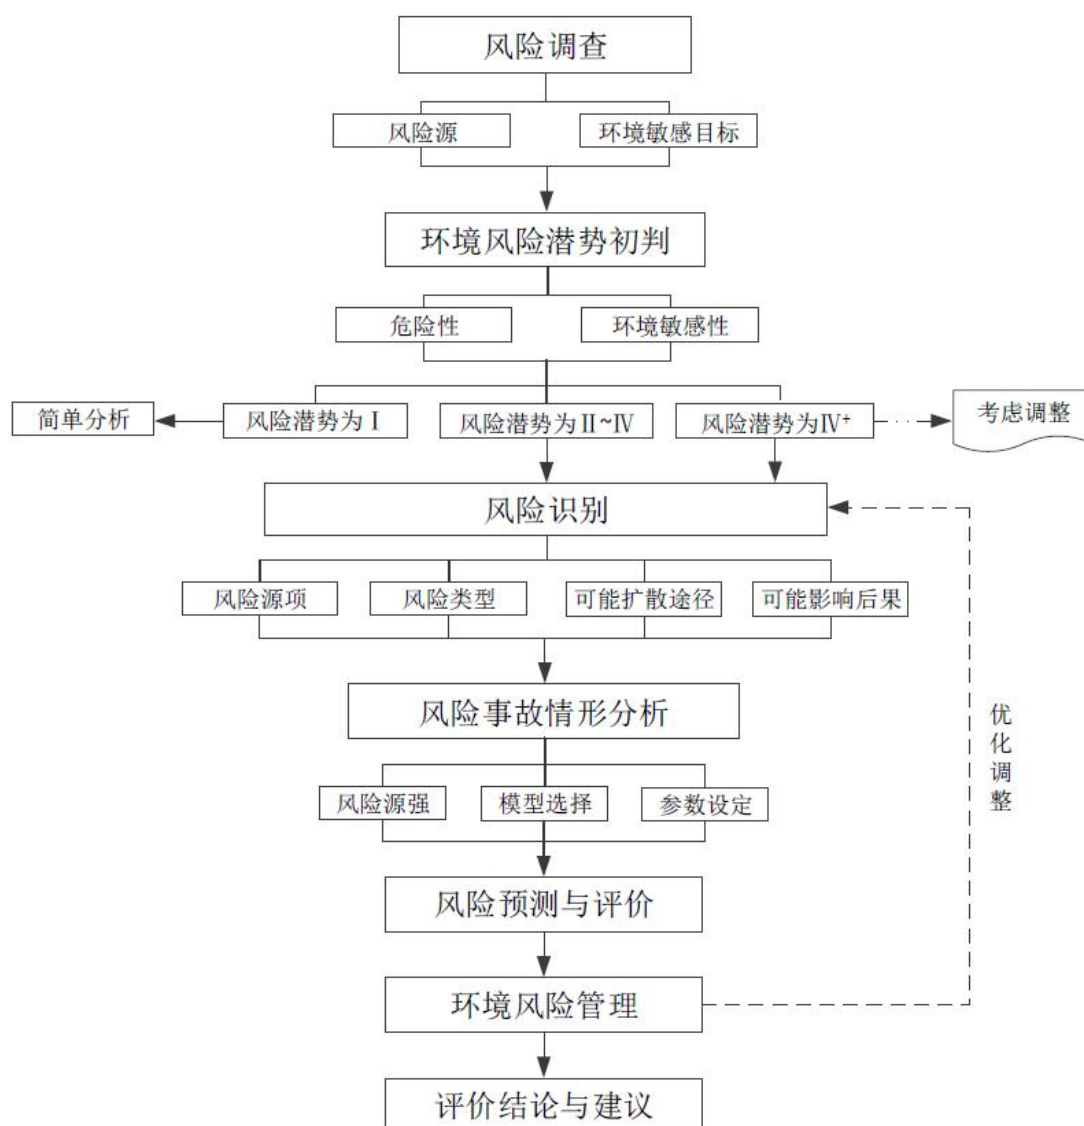 风险调查
风险源
环境敏感目标
环境风险潜势初判
危险性
环境敏感性
简单分析
风险潜势为Ⅰ
风险潜势为Ⅱ~Ⅳ
风险潜势为Ⅳ⁺
考虑调整
风险识别
风险源项
风险类型
可能扩散途径
可能影响后果
风险事故情形分析
风险源强
模型选择
参数设定
优
化
调
整
风险预测与评价
环境风险管理
评价结论与建议